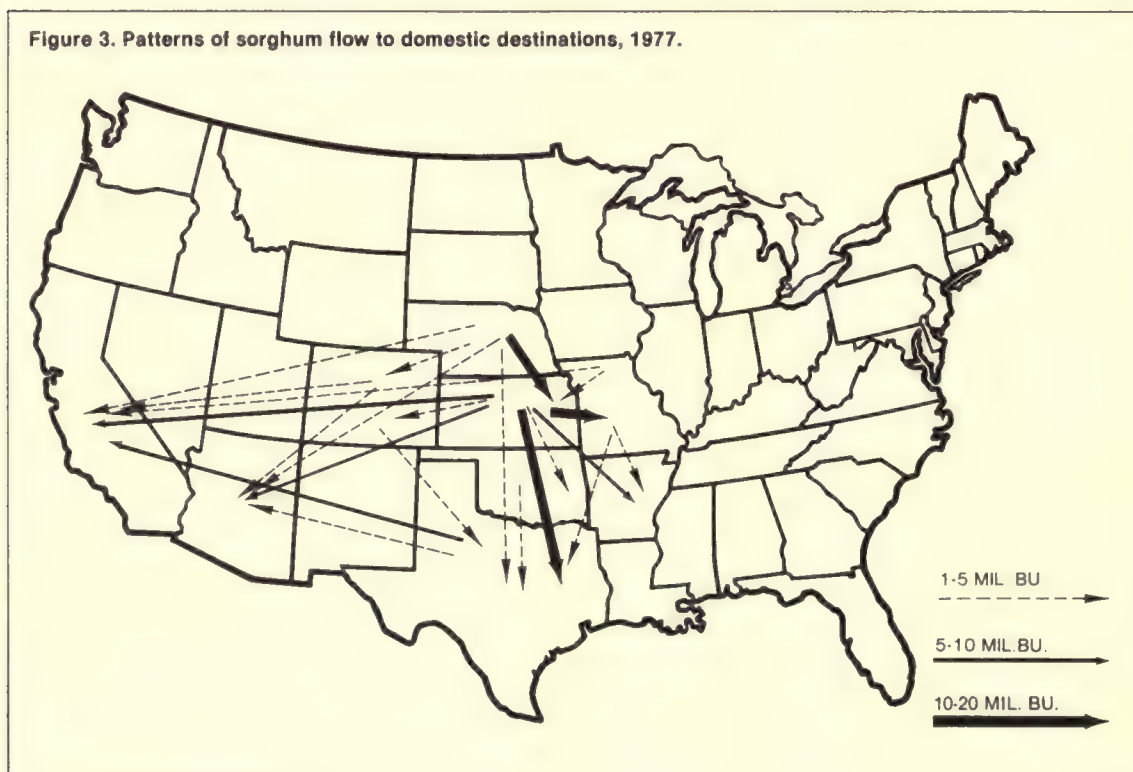 Figure 3. Patterns of sorghum flow to domestic destinations, 1977.
1-5 MIL BU
5-10 MIL.BU.
10-20 MIL. BU.